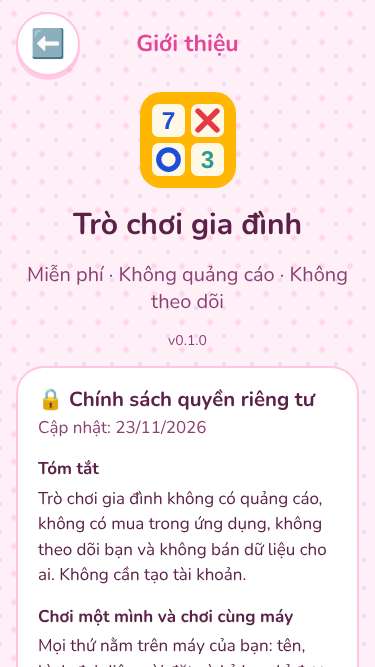 Giới thiệu
7
3
Trò chơi gia đình
Miễn phí · Không quảng cáo · Không
theo dõi
v0.1.0
🔒 Chính sách quyền riêng tư
Cập nhật: 23/11/2026
Tóm tắt
Trò chơi gia đình không có quảng cáo,
không có mua trong ứng dụng, không
theo dõi bạn và không bán dữ liệu cho
ai. Không cần tạo tài khoản.
Chơi một mình và chơi cùng máy
Mọi thứ nằm trên máy của bạn: tên,